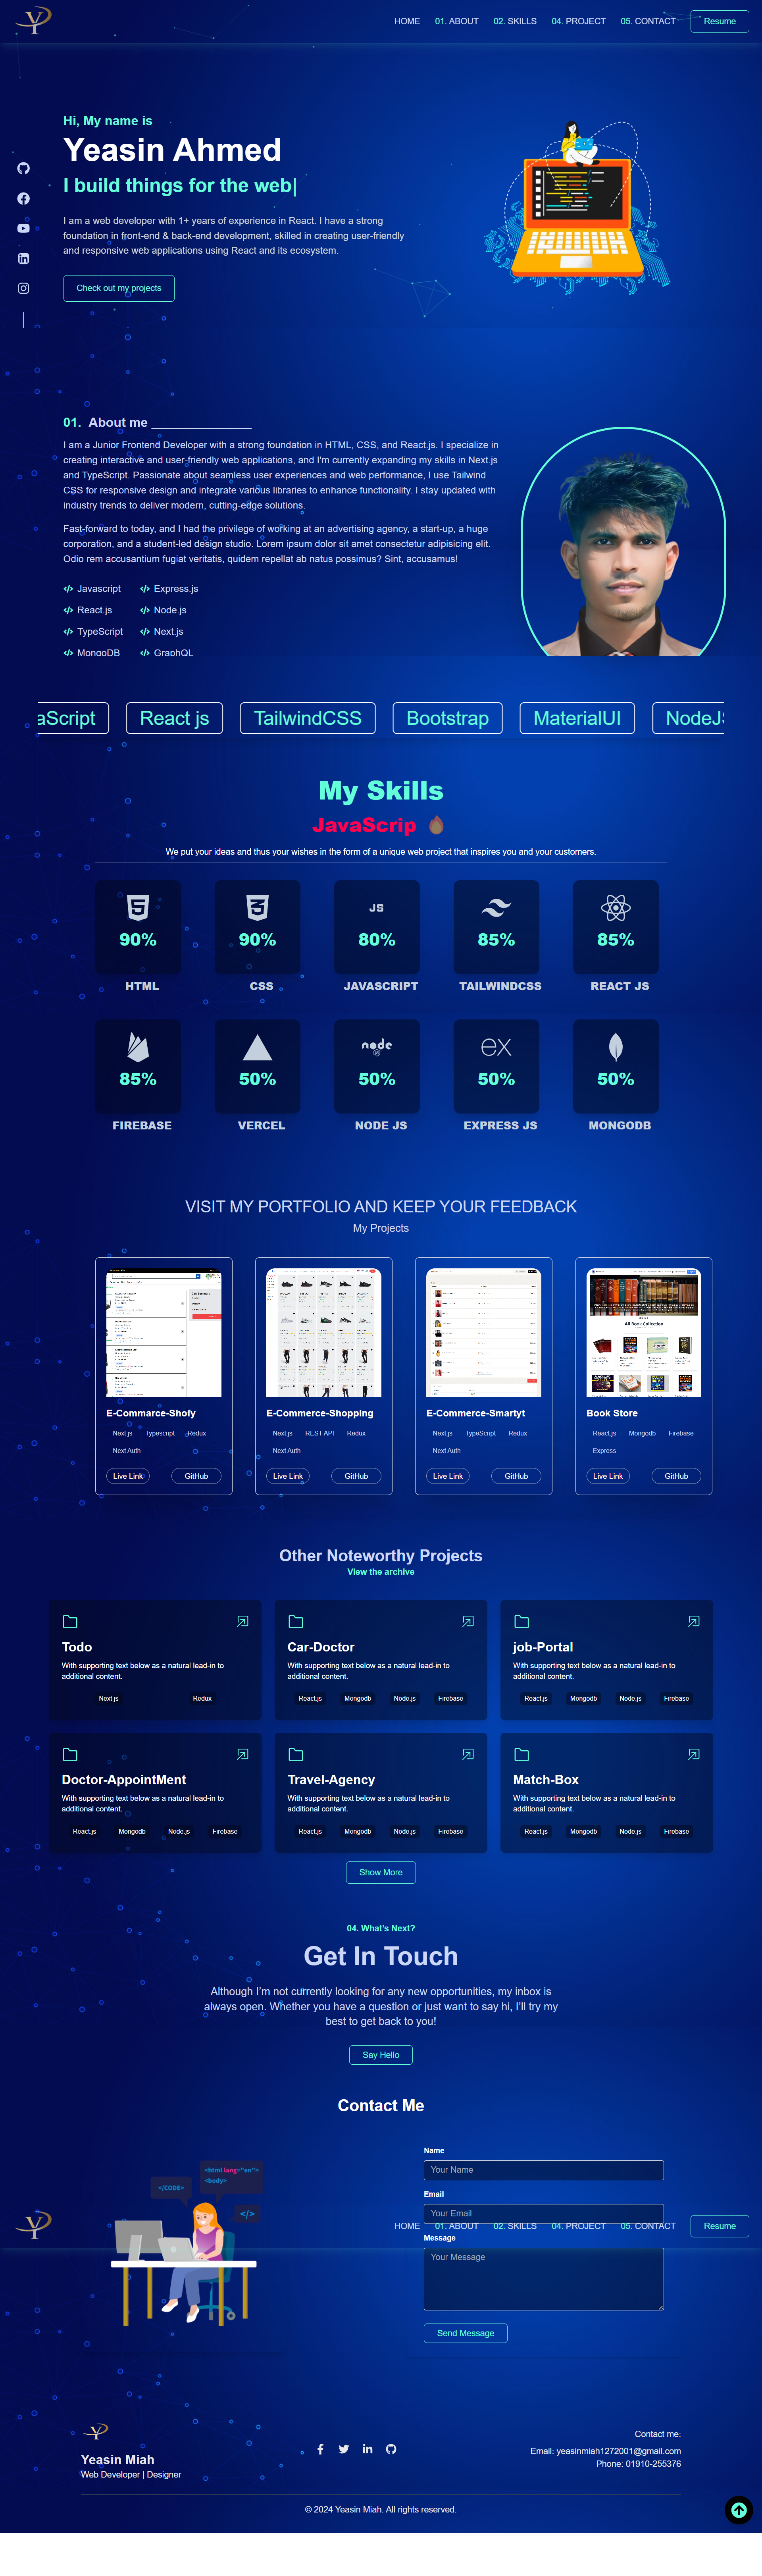 HOME 01. ABOUT 02. SKILLS 04. PROJECT 05. CONTACT Resume
Hi, My name is
Yeasin Ahmed
I build things for the web|
I am a web developer with 1+ years of experience in React. I have a strong
foundation in front-end & back-end development, skilled in creating user-friendly
and responsive web applications using React and its ecosystem.
Check out my projects
01. About me
I am a Junior Frontend Developer with a strong foundation in HTML, CSS, and React.js. I specialize in
creating interactive and user-friendly web applications, and I'm currently expanding my skills in Next.js
and TypeScript. Passionate about seamless user experiences and web performance, I use Tailwind
CSS for responsive design and integrate various libraries to enhance functionality. I stay updated with
industry trends to deliver modern, cutting-edge solutions.
Fast-forward to today, and I had the privilege of working at an advertising agency, a start-up, a huge
corporation, and a student-led design studio. Lorem ipsum dolor sit amet consectetur adipisicing elit.
Odio rem accusantium fugiat veritatis, quidem repellat ab natus possimus? Sint, accusamus!
Javascript Express.js
React.js Node.js
TypeScript Next.js
MongoDB GraphQL
aScript React js TailwindCSS Bootstrap MaterialUI NodeJS
My Skills
JavaScrip
We put your ideas and thus your wishes in the form of a unique web project that inspires you and your customers.
JS
90% 90% 80% 85% 85%
HTML CSS JAVASCRIPT TAILWINDCSS REACT JS
node ex
85% 50% 50% 50% 50%
FIREBASE VERCEL NODE JS EXPRESS JS MONGODB
VISIT MY PORTFOLIO AND KEEP YOUR FEEDBACK
My Projects
All Book Collection
E-Commarce-Shofy E-Commerce-Shopping E-Commerce-Smartyt Book Store
Next js Typescript Redux Next.js REST API Redux Next.js TypeScript Redux React js Mongodb Firebase
Next Auth Next Auth Next Auth Express
Live Link GitHub Live Link GitHub Live Link GitHub Live Link GitHub
Other Noteworthy Projects
View the archive
Todo Car-Doctor job-Portal
With supporting text below as a natural lead-in to With supporting text below as a natural lead-in to With supporting text below as a natural lead-in to
additional content. additional content. additional content.
Next js Redux React.js Mongodb Node.js Firebase React.js Mongodb Node.js Firebase
Doctor-AppointMent Travel-Agency Match-Box
With supporting text below as a natural lead-in to With supporting text below as a natural lead-in to With supporting text below as a natural lead-in to
additional content. additional content. additional content.
React.js Mongodb Node.js Firebase React.js Mongodb Node.js Firebase React.js Mongodb Node.js Firebase
Show More
04. What's Next?
Get In Touch
Although I'm not currently looking for any new opportunities, my inbox is
always open. Whether you have a question or just want to say hi, I'll try my
best to get back to you!
Say Hello
Contact Me
Name
Your Name
<html lang="en">
<body>
</CODE>
</>
Email
Your Email
HOME 01. ABOUT 02. SKILLS 04. PROJECT 05. CONTACT Resume
Message
Your Message
Send Message
Contact me:
Yeasin Miah
Email: yeasinmiah1272001@gmail.com
Web Developer | Designer
Phone: 01910-255376
© 2024 Yeasin Miah. All rights reserved.